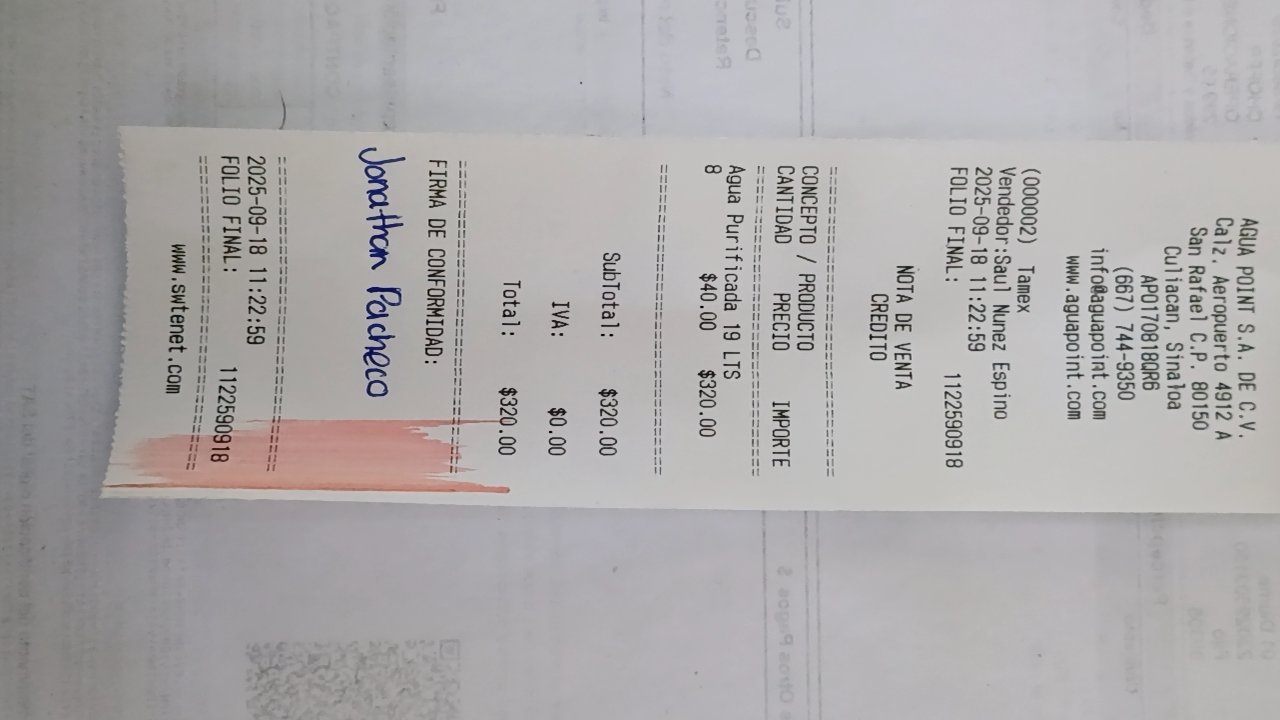 AGUA POINT S.A. DE C.V.
Calz. Aeropuerto 4912 A
San Rafael C.P. 80150
Culiacan, Sinaloa
APO170818QR6
(667) 744-9350
info@aguapoint.com
www.aguapoint.com
(000002) Tamex
Vendedor:Saul Nunez Espino
2025-09-18 11:22:59
FOLIO FINAL: 1122590918
NOTA DE VENTA
CREDITO
CONCEPTO / PRODUCTO
CANTIDAD PRECIO IMPORTE
Agua Purificada 19 LTS
8 $40.00 $320.00
SubTotal: $320.00
IVA: $0.00
Total: $320.00
FIRMA DE CONFORMIDAD:
Jonathan Pacheco
2025-09-18 11:22:59
FOLIO FINAL: 1122590918
www.swtenet.com